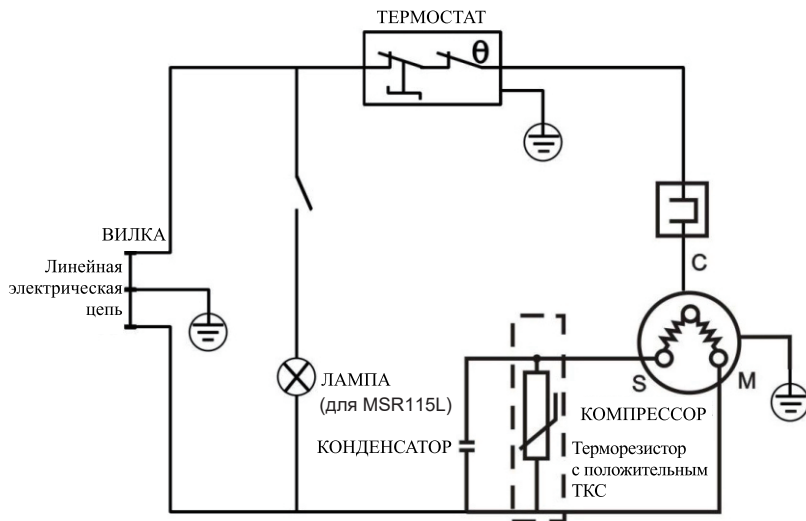 ТЕРМОСТАТ
θ
ВИЛКА
Линейная
электрическая
цепь
C
S
M
ЛАМПА
(для MSR115L)
КОМПРЕССОР
КОНДЕНСАТОР
Терморезистор
с положительным
ТКС